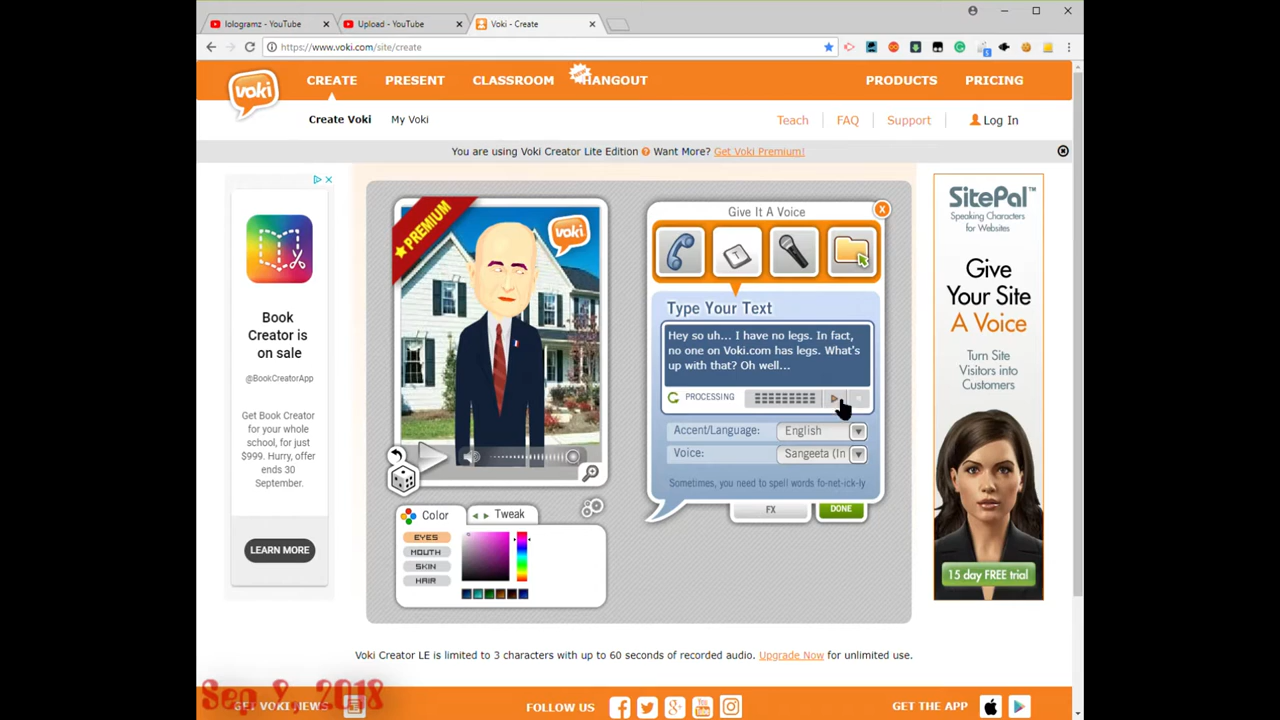 lologramz - YouTube
Upload - YouTube
Voki - Create
https://www.voki.com/site/create
voki
CREATE
PRESENT
CLASSROOM
HANGOUT
PRODUCTS
PRICING
Create Voki
My Voki
Teach
FAQ
Support
Log In
You are using Voki Creator Lite Edition ? Want More? Get Voki Premium!
Book
Creator is
on sale
@BookCreatorApp
Get Book
Creator for
your whole
school, for just
$999. Hurry,
offer
ends 30
September.
LEARN MORE
PREMIUM
voki
Color
Tweak
EYES
MOUTH
SKIN
HAIR
Give It A Voice
Type Your Text
Hey so uh... I have no legs. In fact,
no one on Voki.com has legs. What's
up with that? Oh well...
PROCESSING
Accent/Language: English
Voice: Sangeeta (In
Sometimes, you need to spell words fo-net-ick-ly
FX
DONE
SitePal™
Speaking Characters
for Websites
Give
Your Site
A Voice
Turn Site
Visitors into
Customers
15 day FREE trial
Voki Creator LE is limited to 3 characters with up to 60 seconds of recorded audio. Upgrade Now for unlimited use.
Sep 9, 2018
GET VOKI NEWS
FOLLOW US
GET THE APP